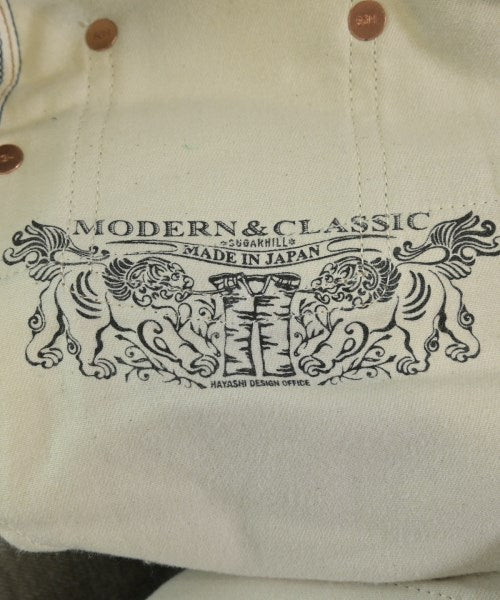 MODERN & CLASSIC
SUGARHILL
MADE IN JAPAN
HAYASHI DESIGN OFFICE